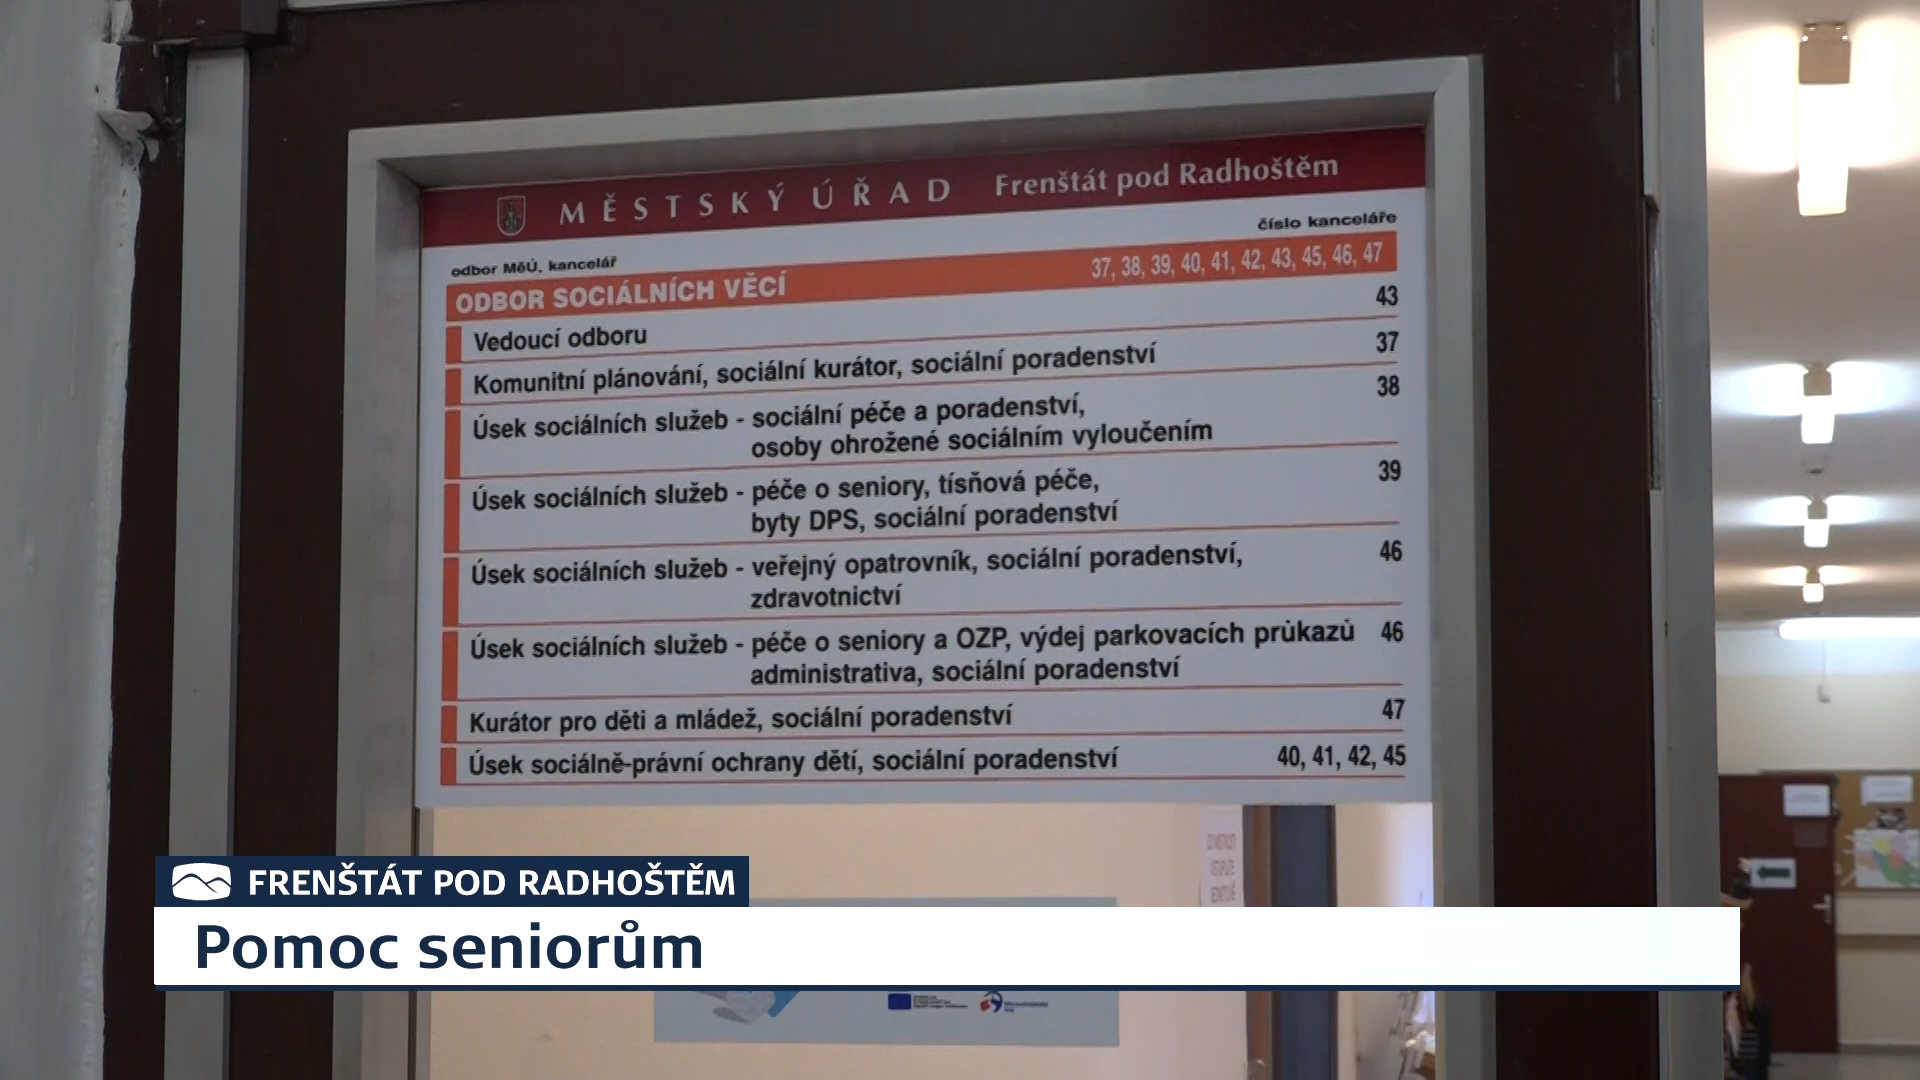 MĚSTSKÝ ÚŘAD Frenštát pod Radhoštěm
odbor MěÚ, kancelář číslo kanceláře
ODBOR SOCIÁLNÍCH VĚCÍ 37, 38, 39, 40, 41, 42, 43, 45, 46, 47
Vedoucí odboru 43
Komunitní plánování, sociální kurátor, sociální poradenství 37
Úsek sociálních služeb - sociální péče a poradenství, 38
osoby ohrožené sociálním vyloučením
Úsek sociálních služeb - péče o seniory, tísňová péče, 39
byty DPS, sociální poradenství
Úsek sociálních služeb - veřejný opatrovník, sociální poradenství, 46
zdravotnictví
Úsek sociálních služeb - péče o seniory a OZP, výdej parkovacích průkazů 46
administrativa, sociální poradenství
Kurátor pro děti a mládež, sociální poradenství 47
Úsek sociálně-právní ochrany dětí, sociální poradenství 40, 41, 42, 45
FRENŠTÁT POD RADHOŠTĚM
Pomoc seniorům